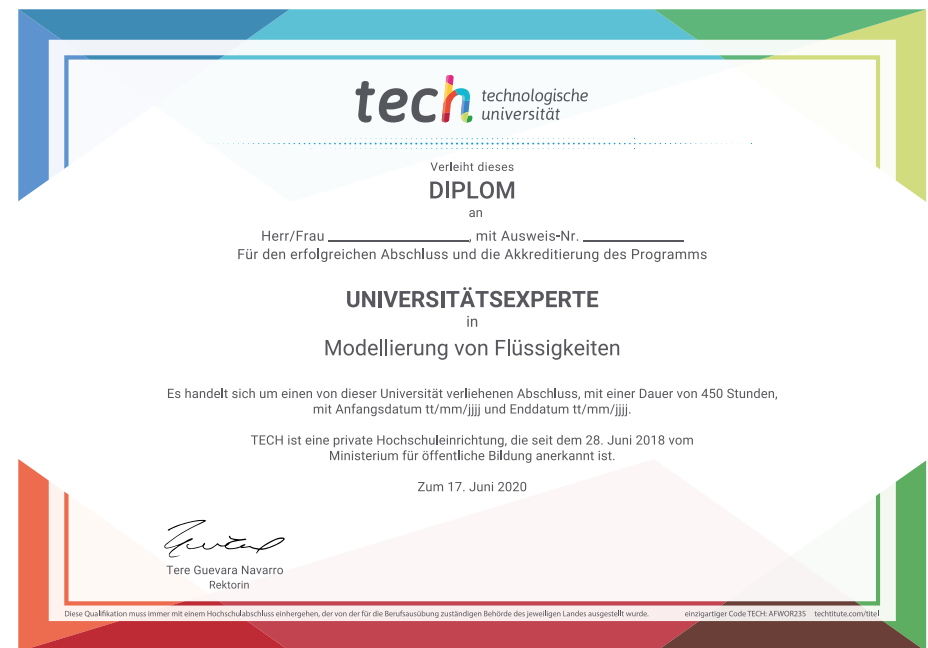 tech technologische
universität
Verleiht dieses
DIPLOM
an
Herr/Frau ____________________, mit Ausweis-Nr. ______________
Für den erfolgreichen Abschluss und die Akkreditierung des Programms
UNIVERSITÄTSEXPERTE
in
Modellierung von Flüssigkeiten
Es handelt sich um einen von dieser Universität verliehenen Abschluss, mit einer Dauer von 450 Stunden,
mit Anfangsdatum tt/mm/jjjj und Enddatum tt/mm/jjjj.
TECH ist eine private Hochschuleinrichtung, die seit dem 28. Juni 2018 vom
Ministerium für öffentliche Bildung anerkannt ist.
Zum 17. Juni 2020
Tere Guevara Navarro
Rektorin
Diese Qualifikation muss immer mit einem Hochschulabschluss einhergehen, der von der für die Berufsausübung zuständigen Behörde des jeweiligen Landes ausgestellt wurde. einzigartiger Code TECH: AFWOR23S techtitute.com/titel